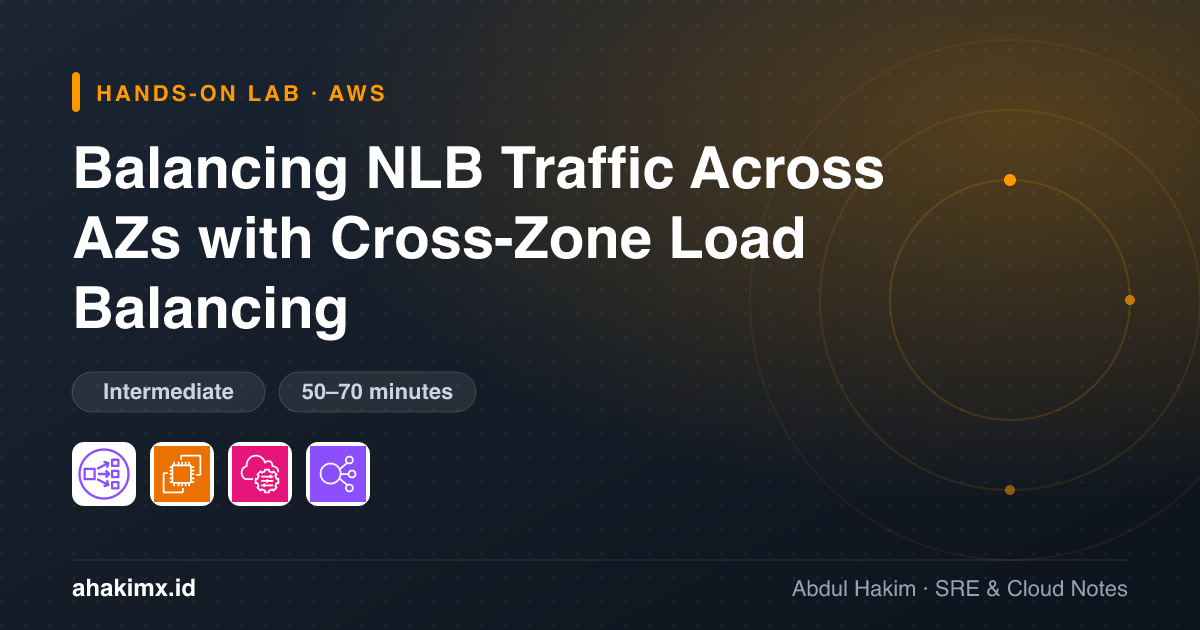 HANDS-ON LAB · AWS
Balancing NLB Traffic Across
AZs with Cross-Zone Load
Balancing
Intermediate
50–70 minutes
ahakimx.id
Abdul Hakim · SRE & Cloud Notes